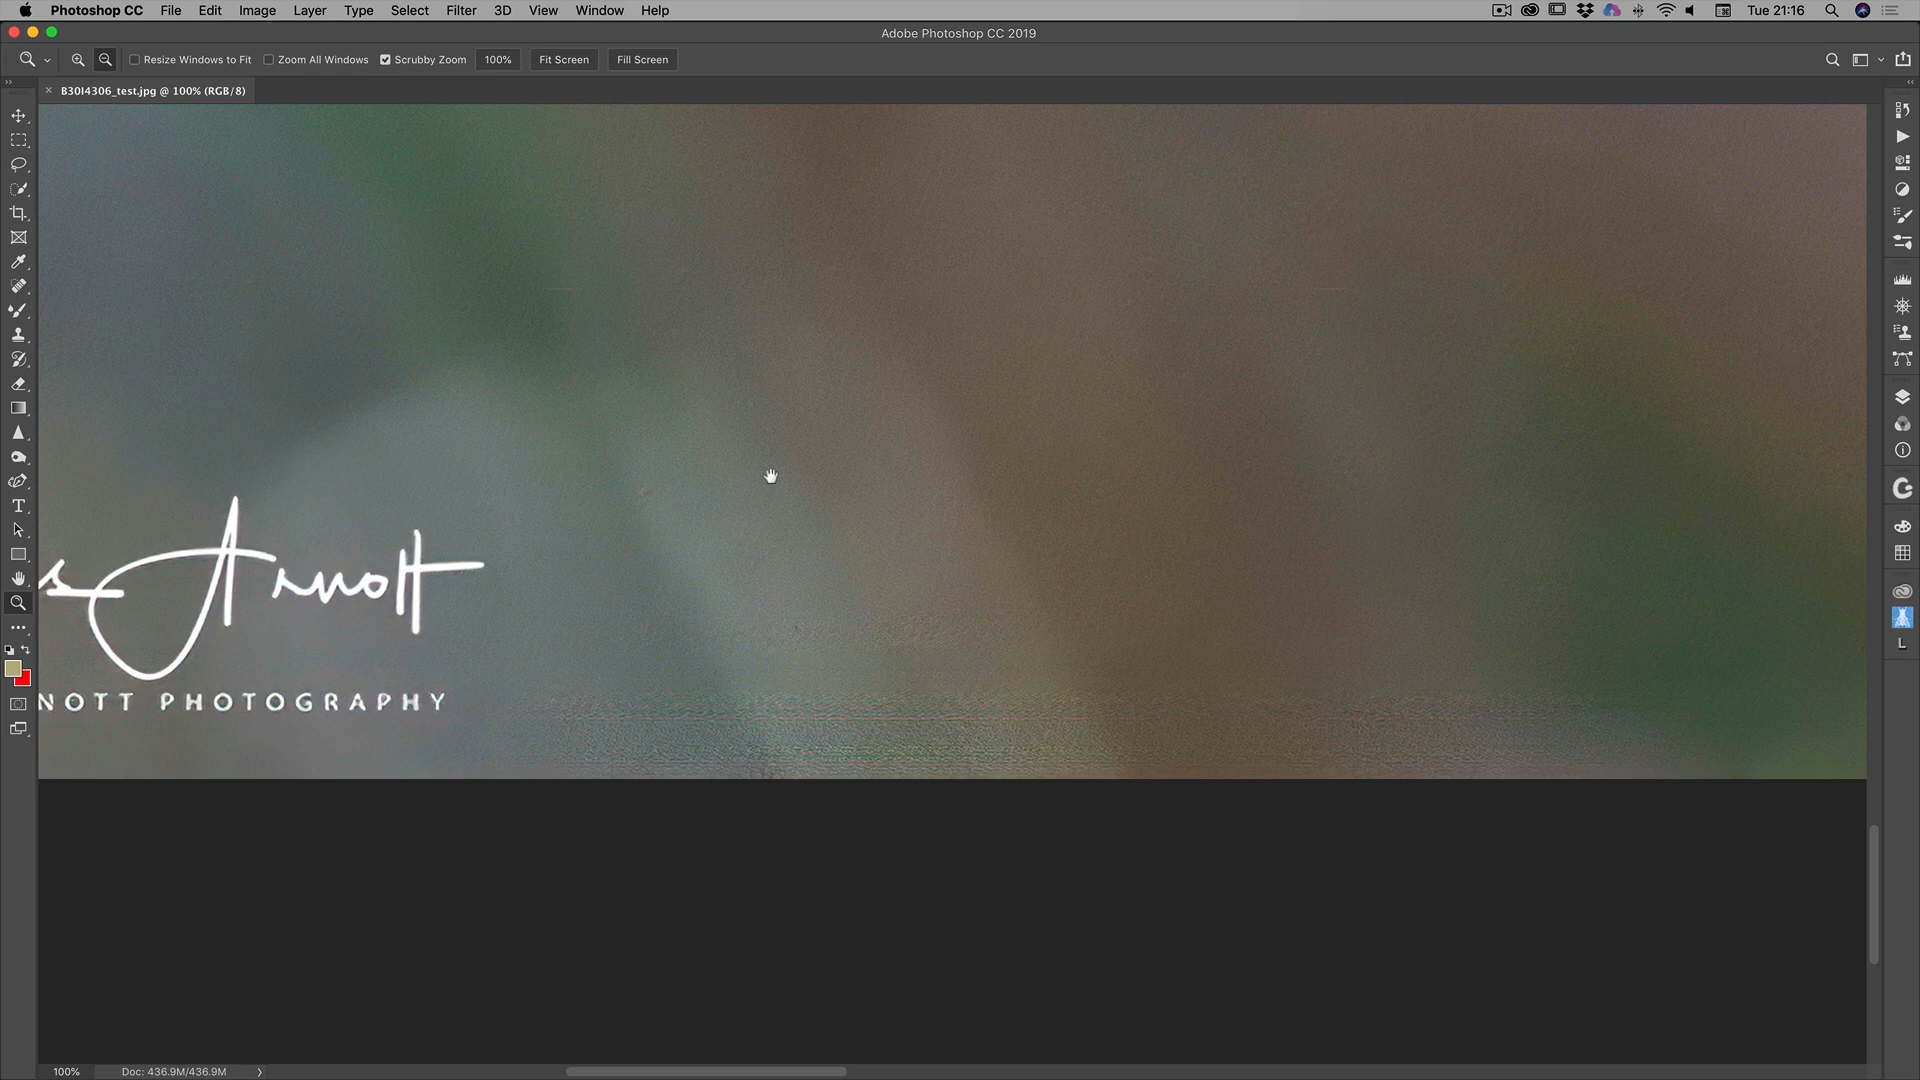 Photoshop CC File Edit Image Layer Type Select Filter 3D View Window Help Tue 21:16
Adobe Photoshop CC 2019
Resize Windows to Fit Zoom All Windows Scrubby Zoom 100% Fit Screen Fill Screen
B30I4306_test.jpg @ 100% (RGB/8)
s Arnott
NOTT PHOTOGRAPHY
100% Doc: 436.9M/436.9M